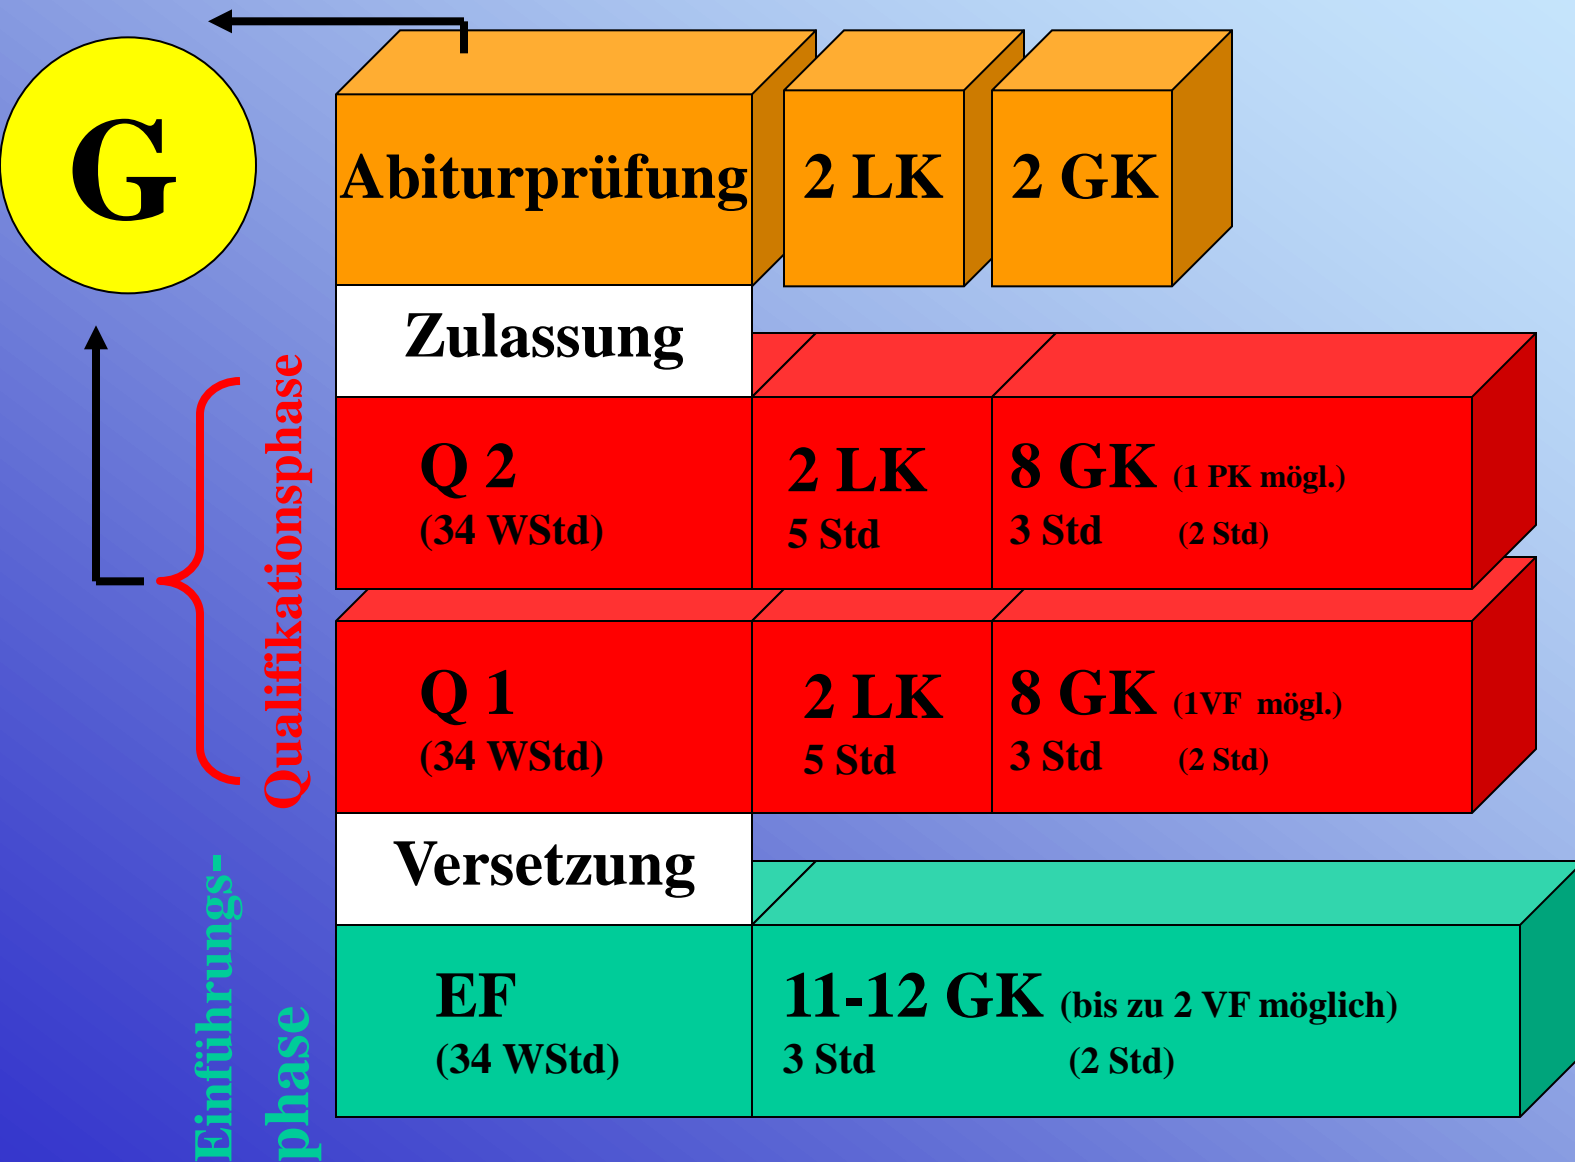 G
Abiturprüfung
2 LK
2 GK
Zulassung
Qualifikationsphase
Q 2
(34 WStd)
2 LK
5 Std
8 GK (1 PK mögl.)
3 Std (2 Std)
Q 1
(34 WStd)
2 LK
5 Std
8 GK (1VF mögl.)
3 Std (2 Std)
Versetzung
Einführungs-
phase
EF
(34 WStd)
11-12 GK (bis zu 2 VF möglich)
3 Std (2 Std)